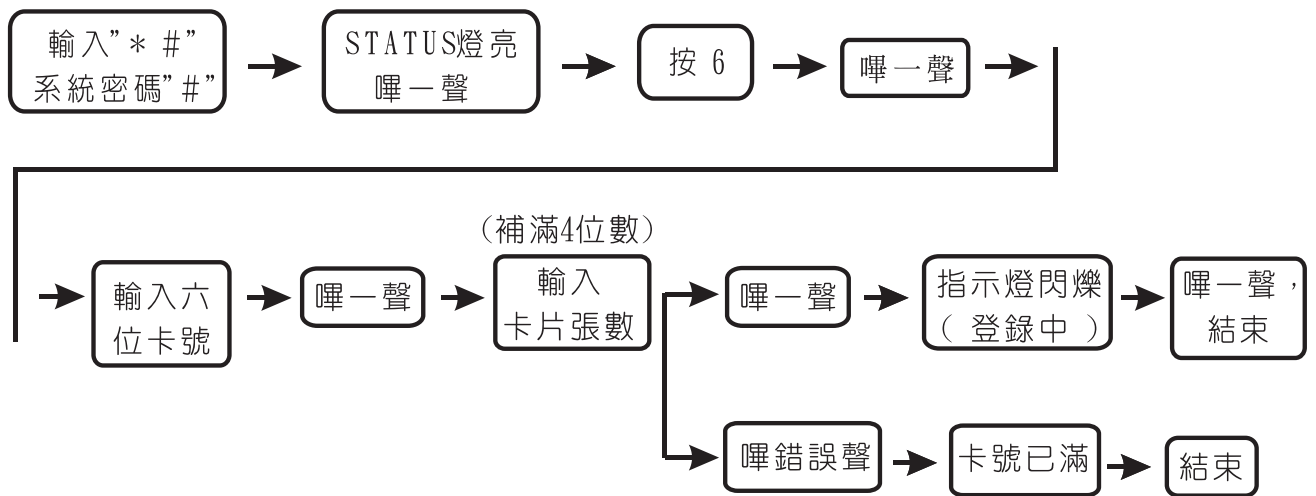 輸入”* #”
系統密碼”#”
STATUS燈亮
嗶一聲
按 6
嗶一聲
輸入六
位卡號
嗶一聲
(補滿4位數)
輸入
卡片張數
嗶一聲
指示燈閃爍
( 登錄中 )
嗶一聲，
結束
嗶錯誤聲
卡號已滿
結束